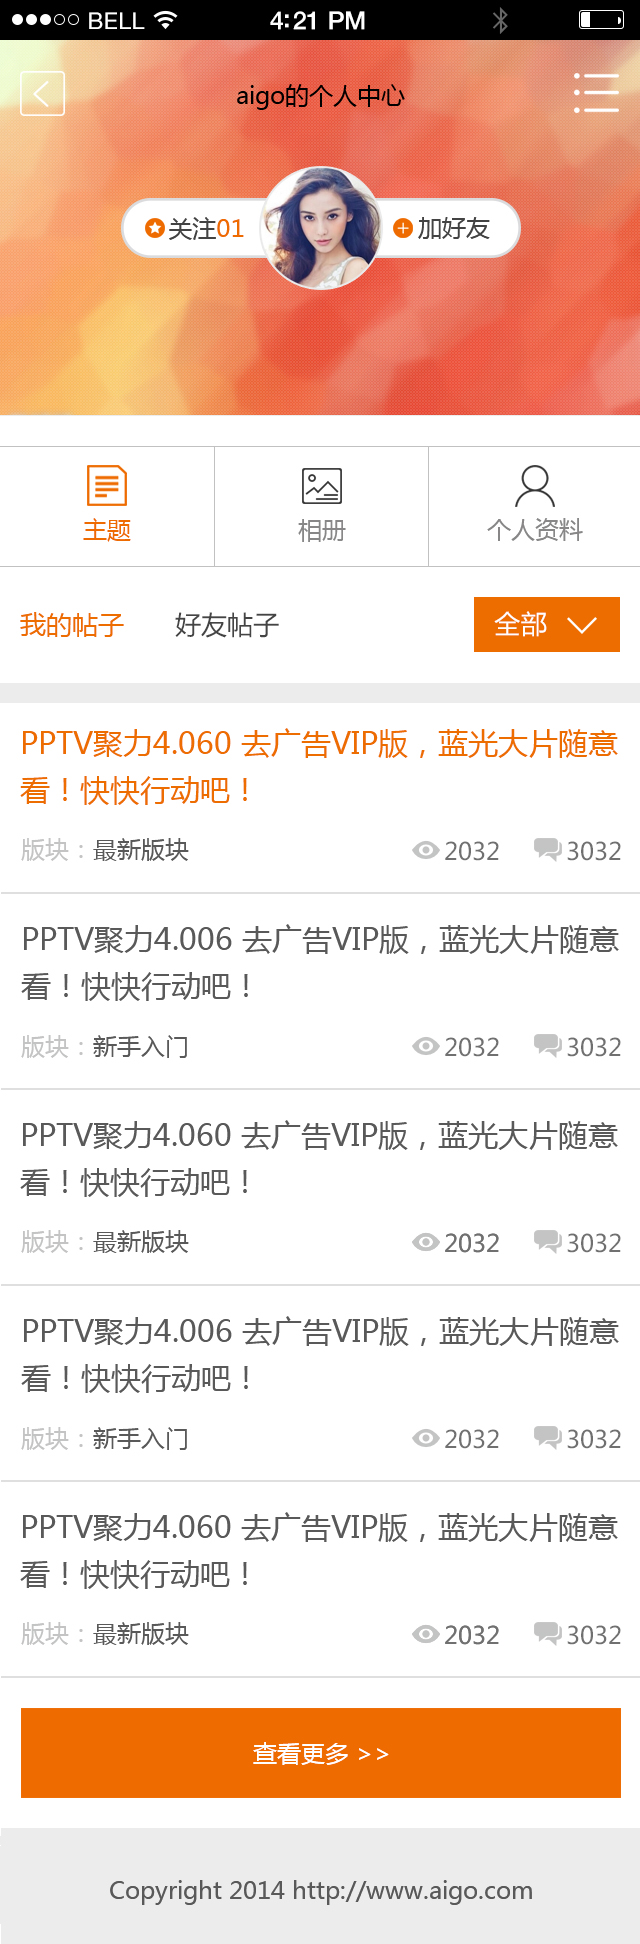 BELL 4:21 PM
aigo的个人中心
关注01 加好友
主题 相册 个人资料
我的帖子 好友帖子 全部
PPTV聚力4.060 去广告VIP版，蓝光大片随意
看！快快行动吧！
版块：最新版块 2032 3032
PPTV聚力4.006 去广告VIP版，蓝光大片随意
看！快快行动吧！
版块：新手入门 2032 3032
PPTV聚力4.060 去广告VIP版，蓝光大片随意
看！快快行动吧！
版块：最新版块 2032 3032
PPTV聚力4.006 去广告VIP版，蓝光大片随意
看！快快行动吧！
版块：新手入门 2032 3032
PPTV聚力4.060 去广告VIP版，蓝光大片随意
看！快快行动吧！
版块：最新版块 2032 3032
查看更多 >>
Copyright 2014 http://www.aigo.com